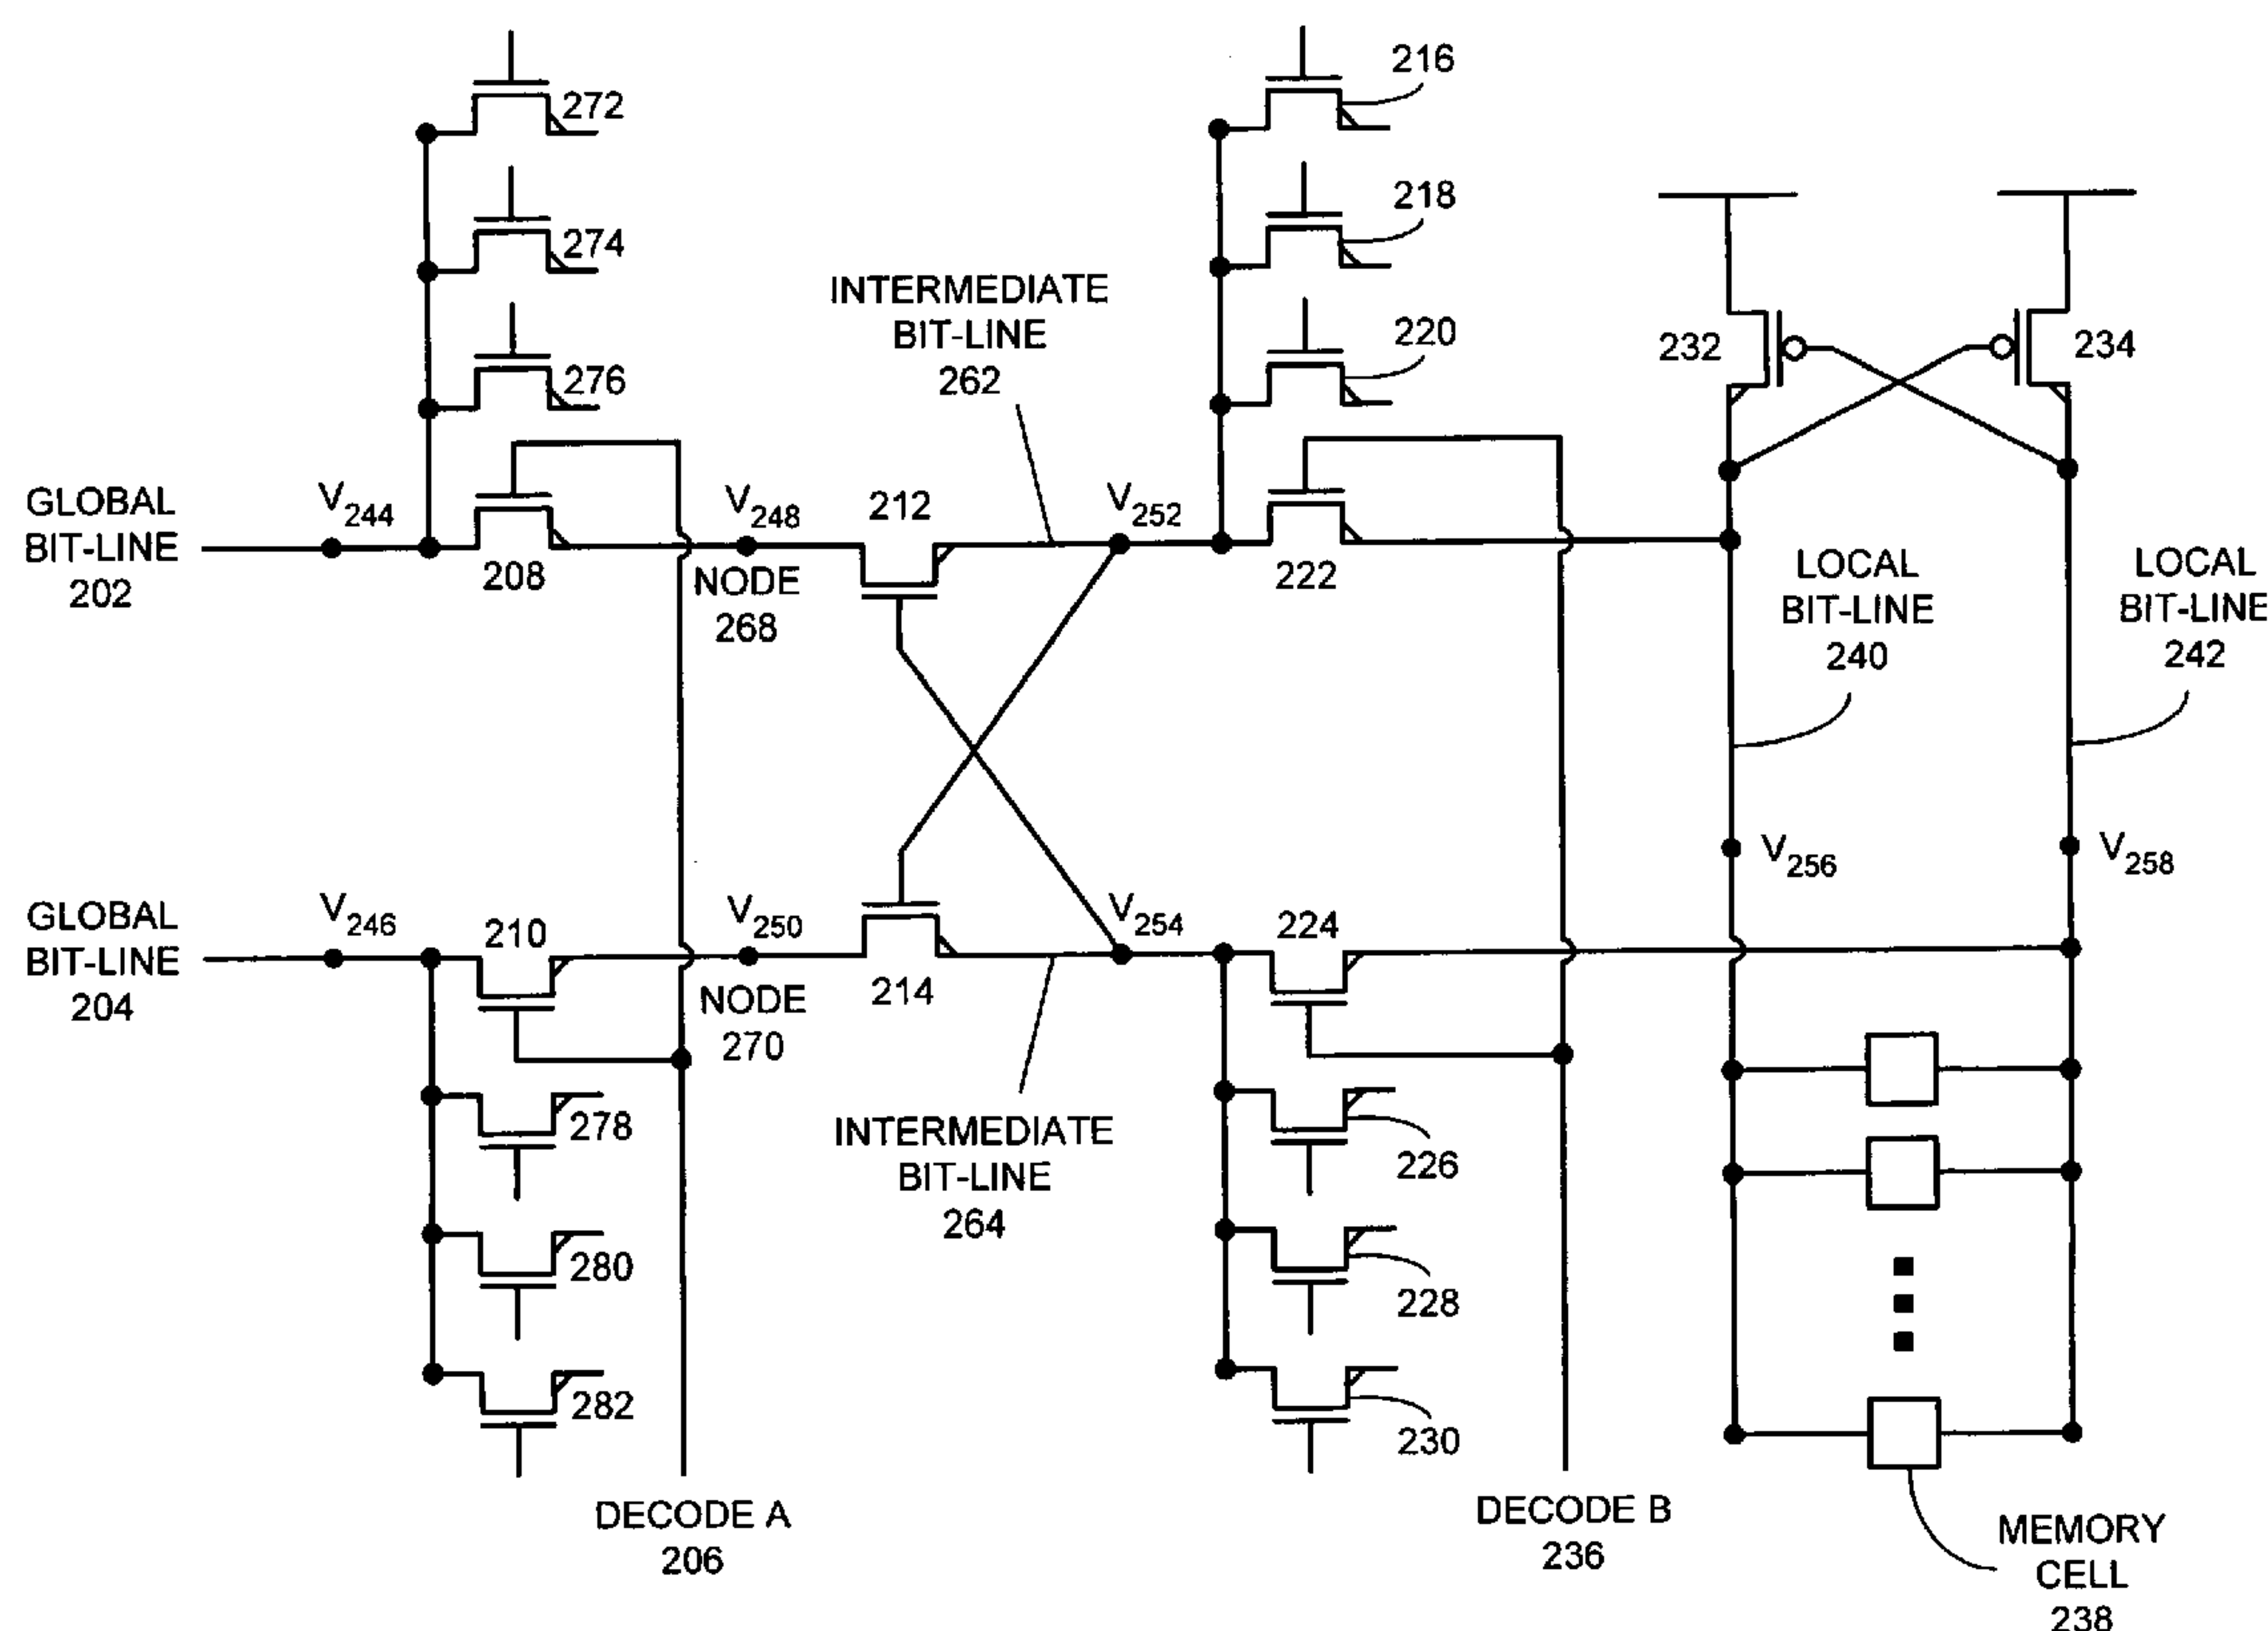 272
216
274
218
INTERMEDIATE
BIT-LINE
262
276
220
232
234
GLOBAL
BIT-LINE
202
V244
208
V248
NODE
268
212
V252
222
LOCAL
BIT-LINE
240
LOCAL
BIT-LINE
242
V256
V258
GLOBAL
BIT-LINE
204
V246
210
V250
NODE
270
214
V254
224
278
INTERMEDIATE
BIT-LINE
264
226
280
228
282
230
DECODE A
206
DECODE B
236
MEMORY
CELL
238